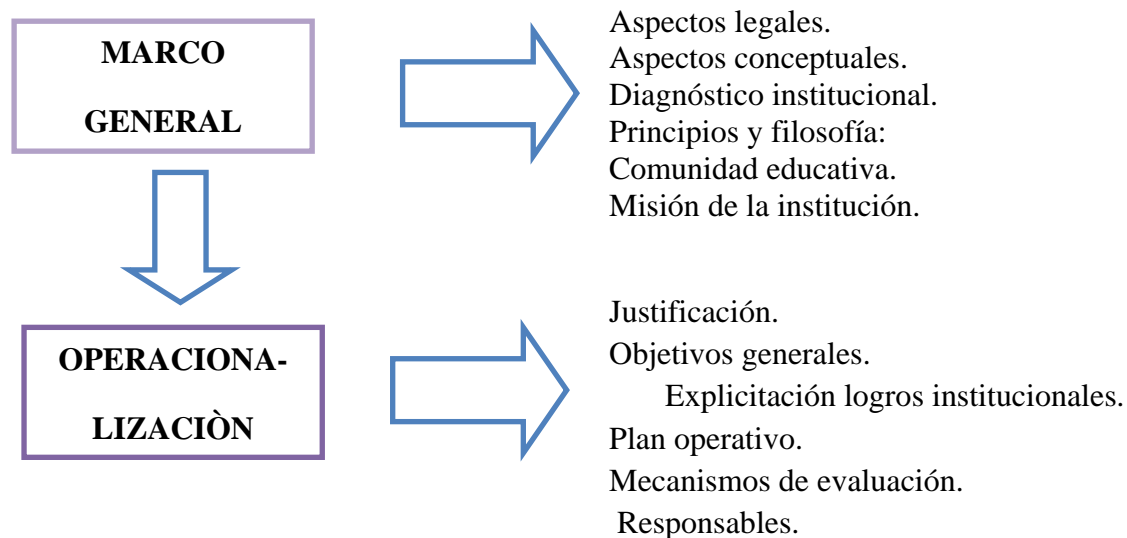 MARCO
GENERAL
Aspectos legales.
Aspectos conceptuales.
Diagnóstico institucional.
Principios y filosofía:
Comunidad educativa.
Misión de la institución.
OPERACIONA-
LIZACIÒN
Justificación.
Objetivos generales.
Explicitación logros institucionales.
Plan operativo.
Mecanismos de evaluación.
Responsables.